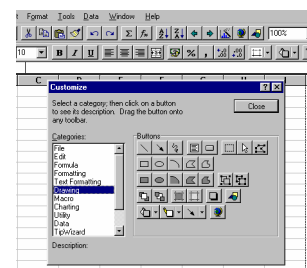 t Format Tools Data Window Help
100%
10 B I U $ % ,
C D E F G H
Customize
Select a category; then click on a button
to see its description. Drag the button onto
any toolbar.
Close
Categories:
Buttons
File
Edit
Formula
Formatting
Text Formatting
Drawing
Macro
Charting
Utility
Data
TipWizard
Description: